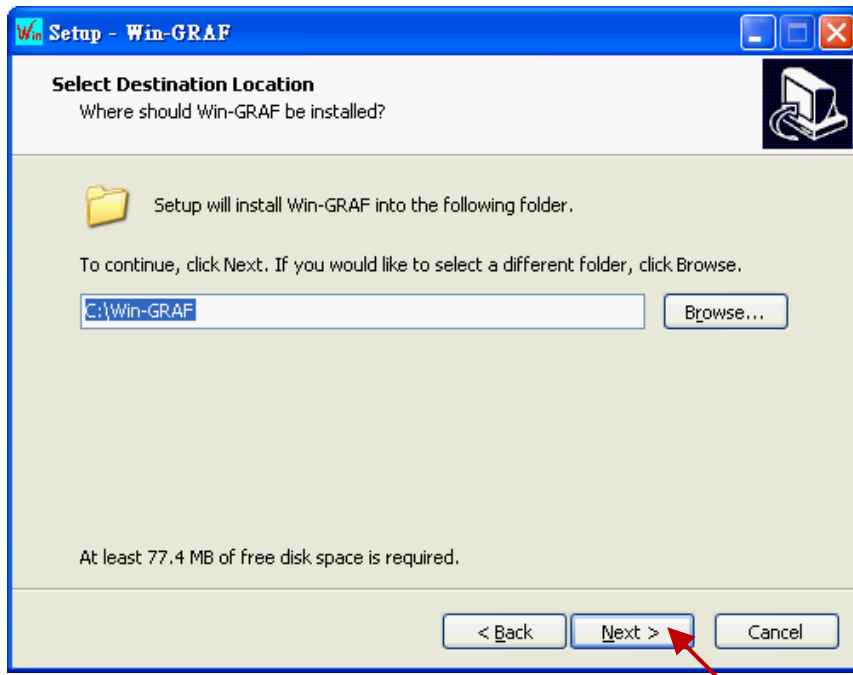 Win Setup - Win-GRAF
Select Destination Location
Where should Win-GRAF be installed?
Setup will install Win-GRAF into the following folder.
To continue, click Next. If you would like to select a different folder, click Browse.
C:\Win-GRAF Browse...
At least 77.4 MB of free disk space is required.
< Back Next > Cancel